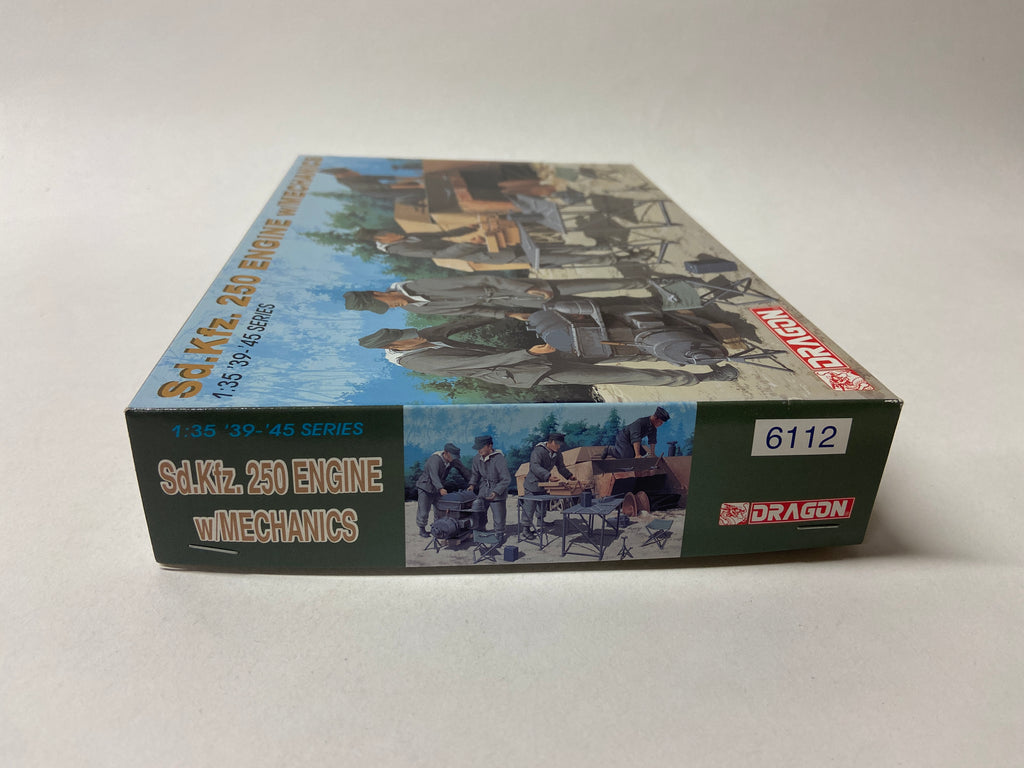 Sd.Kfz. 250 ENGINE w/MECHANICS
1:35 '39-'45 SERIES
DRAGON
1:35 '39-'45 SERIES
Sd.Kfz. 250 ENGINE
w/MECHANICS
6112
DRAGON